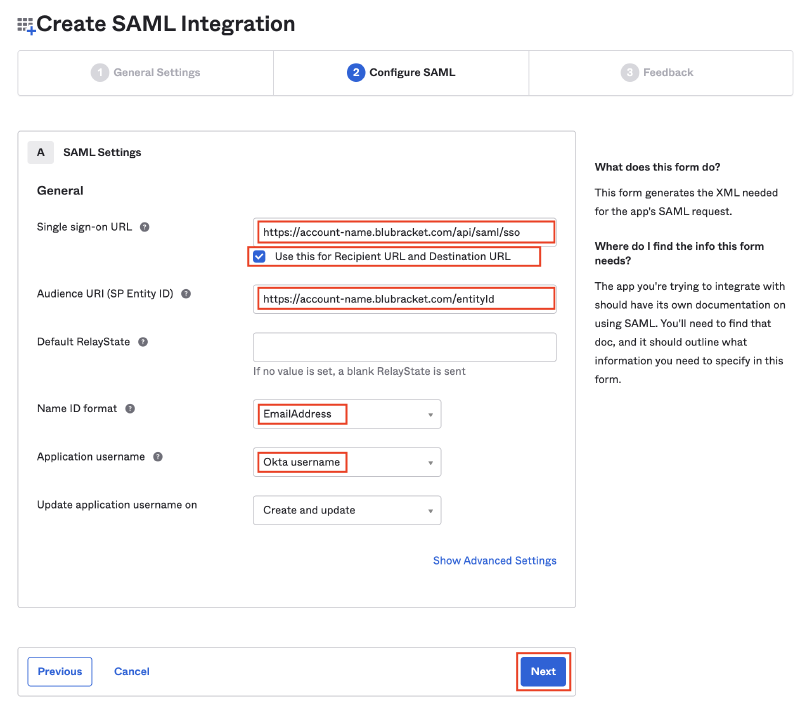 Create SAML Integration
1 General Settings
2 Configure SAML
3 Feedback
A SAML Settings
General
Single sign-on URL ?
https://account-name.blubracket.com/api/saml/sso
Use this for Recipient URL and Destination URL
Audience URI (SP Entity ID) ?
https://account-name.blubracket.com/entityId
Default RelayState ?
If no value is set, a blank RelayState is sent
Name ID format ?
EmailAddress
Application username ?
Okta username
Update application username on
Create and update
Show Advanced Settings
Previous
Cancel
Next
What does this form do?
This form generates the XML needed
for the app's SAML request.
Where do I find the info this form
needs?
The app you're trying to integrate with
should have its own documentation on
using SAML. You'll need to find that
doc, and it should outline what
information you need to specify in this
form.